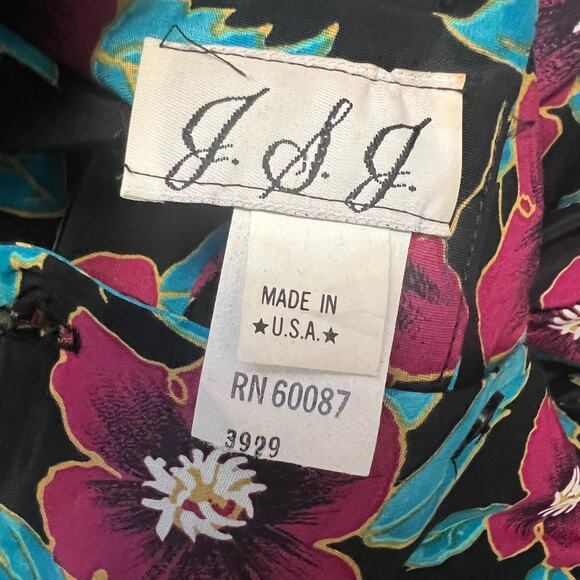 J. S. J.
MADE IN
★U.S.A.★
RN 60087
3929